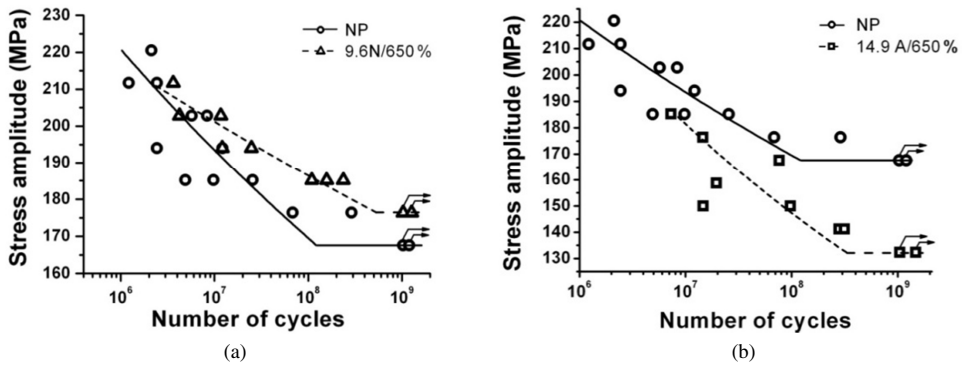 230
220
210
200
190
180
170
160
Stress amplitude (MPa)
NP
9.6N/650 %
10^6
10^7
10^8
10^9
Number of cycles
(a)
220
210
200
190
180
170
160
150
140
130
Stress amplitude (MPa)
NP
14.9 A/650 %
10^6
10^7
10^8
10^9
Number of cycles
(b)